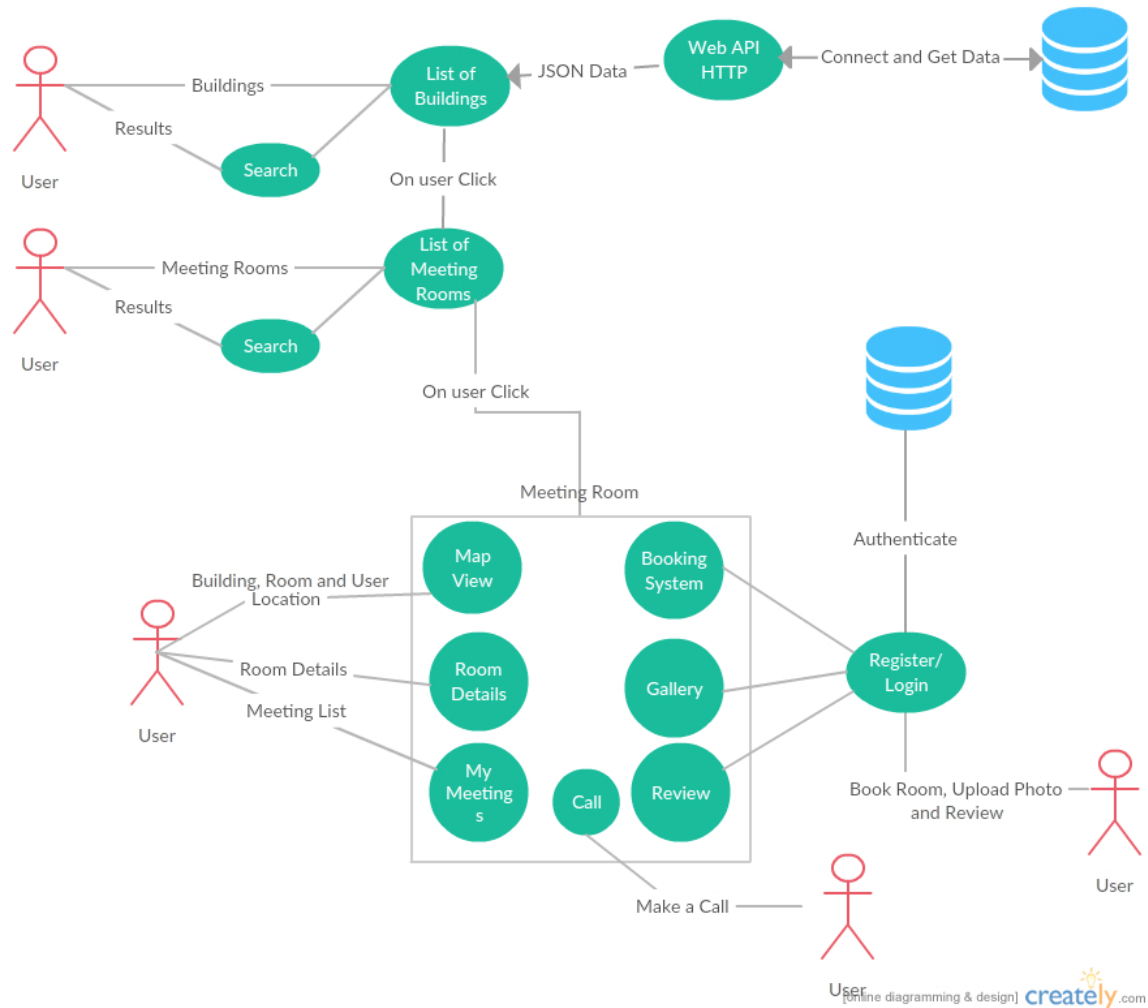 Web API
HTTP
Connect and Get Data
JSON Data
List of
Buildings
Buildings
Results
Search
User
On user Click
List of
Meeting
Rooms
Meeting Rooms
Results
Search
User
On user Click
Meeting Room
Authenticate
Map
View
Booking
System
Building, Room and User
Location
Room Details
Meeting List
User
Room
Details
Gallery
Register/
Login
My
Meeting
s
Call
Review
Book Room, Upload Photo
and Review
User
Make a Call
User
[online diagramming & design] creately.com